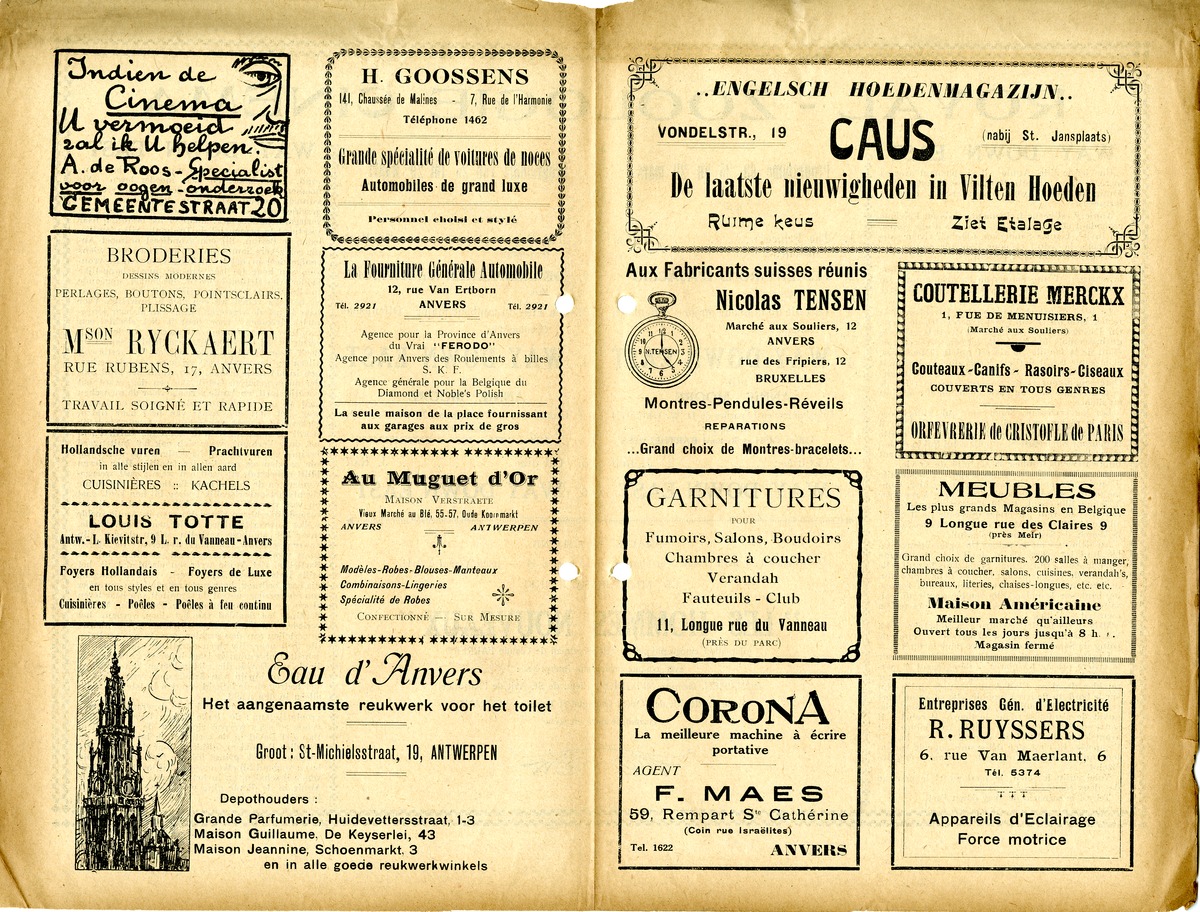 Indien de
Cinema
U vermoeid
zal ik U helpen.
A. de Roos - Specialist
voor oogen - onderzoek
GEMEENTESTRAAT 20
H. GOOSSENS
141, Chaussée de Malines - 7, Rue de l'Harmonie
Téléphone 1462
Grande spécialité de voitures de noces
Automobiles de grand luxe
Personnel choisi et stylé
BRODERIES
DESSINS MODERNES
PERLAGES, BOUTONS, POINTSCLAIRS,
PLISSAGE
MSON RYCKAERT
RUE RUBENS, 17, ANVERS
TRAVAIL SOIGNÉ ET RAPIDE
La Fourniture Générale Automobile
12, rue Van Ertborn
Tél. 2921 ANVERS Tél. 2921
Agence pour la Province d'Anvers
du Vrai "FERODO"
Agence pour Anvers des Roulements à billes
S. K. F.
Agence générale pour la Belgique du
Diamond et Noble's Polish
La seule maison de la place fournissant
aux garages aux prix de gros
Hollandsche vuren — Prachtvuren
in alle stijlen en in allen aard
CUISINIÈRES :: KACHELS
LOUIS TOTTE
Antw.-L. Kievitstr, 9 L. r. du Vanneau-Anvers
Foyers Hollandais - Foyers de Luxe
en tous styles et en tous genres
Cuisinières - Poêles - Poêles à feu continu
Au Muguet d'Or
MAISON VERSTRAETE
Vieux Marché au Blé, 55-57. Oude Koornmarkt
ANVERS — ANTWERPEN
Modèles-Robes-Blouses-Manteaux
Combinaisons-Lingeries
Spécialité de Robes
CONFECTIONNÉ — SUR MESURE
Eau d'Anvers
Het aangenaamste reukwerk voor het toilet
Groot : St-Michielsstraat, 19, ANTWERPEN
Depothouders :
Grande Parfumerie, Huidevettersstraat, 1-3
Maison Guillaume, De Keyserlei, 43
Maison Jeannine, Schoenmarkt, 3
en in alle goede reukwerkwinkels
..ENGELSCH HOEDENMAGAZIJN..
VONDELSTR., 19 CAUS (nabij St. Jansplaats)
De laatste nieuwigheden in Vilten Hoeden
Ruime keus — Ziet Etalage
Aux Fabricants suisses réunis
Nicolas TENSEN
Marché aux Souliers, 12
ANVERS
rue des Fripiers, 12
BRUXELLES
N.TENSEN
Montres-Pendules-Réveils
REPARATIONS
...Grand choix de Montres-bracelets...
COUTELLERIE MERCKX
1, FUE DE MENUISIERS, 1
(Marché aux Souliers)
Couteaux-Canifs - Rasoirs-Ciseaux
COUVERTS EN TOUS GENRES
ORFÈVRERIE de CRISTOFLE de PARIS
GARNITURES
POUR
Fumoirs, Salons, Boudoirs
Chambres à coucher
Verandah
Fauteuils - Club
11, Longue rue du Vanneau
(PRÈS DU PARC)
MEUBLES
Les plus grands Magasins en Belgique
9 Longue rue des Claires 9
(près Meir)
Grand choix de garnitures. 200 salles à manger,
chambres à coucher, salons, cuisines, verandah's,
bureaux, literies, chaises-longues, etc. etc.
Maison Américaine
Meilleur marché qu'ailleurs
Ouvert tous les jours jusqu'à 8 h.
Magasin fermé
CORONA
La meilleure machine à écrire
portative
AGENT
F. MAES
59, Rempart Ste Cathérine
(Coin rue Israëlites)
Tel. 1622 ANVERS
Entreprises Gén. d'Electricité
R. RUYSSERS
6, rue Van Maerlant, 6
Tél. 5374
Appareils d'Eclairage
Force motrice